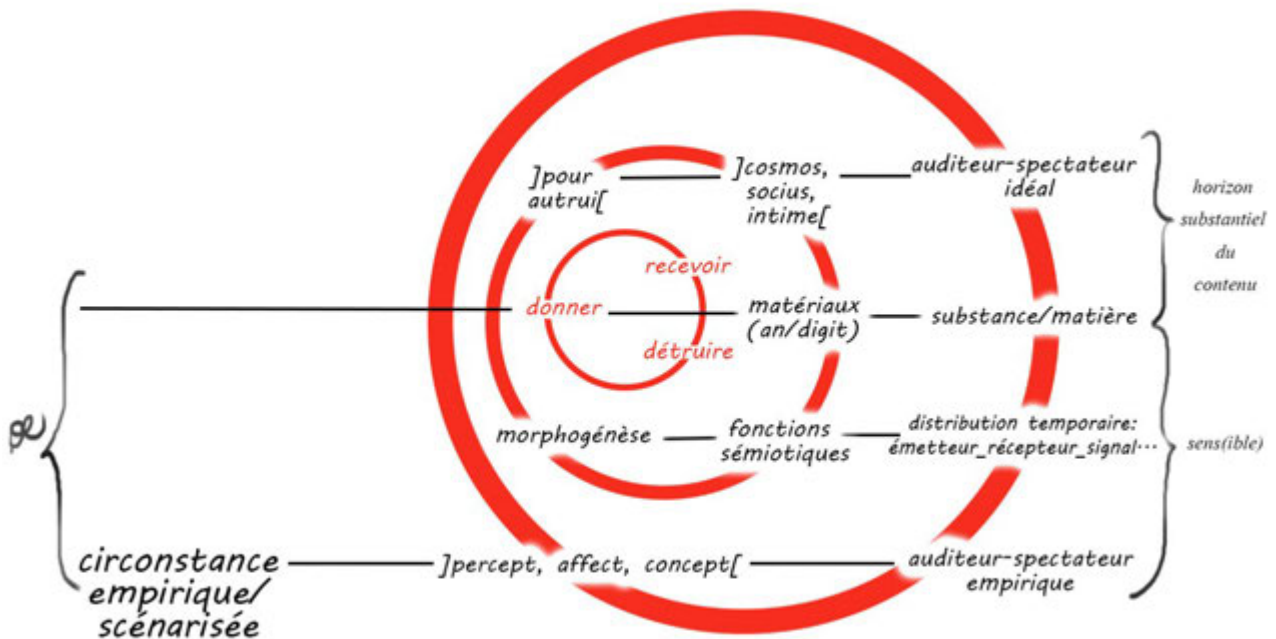 ]pour
autrui[
]cosmos,
socius,
intime[
auditeur-spectateur
idéal
horizon
substantiel
du
contenu
recevoir
donner
matériaux
(an/digit)
substance/matière
détruire
morphogénèse
fonctions
sémiotiques
distribution temporaire:
émetteur_récepteur_signal…
sens(ible)
circonstance
empirique/
scénarisée
]percept, affect, concept[
auditeur-spectateur
empirique